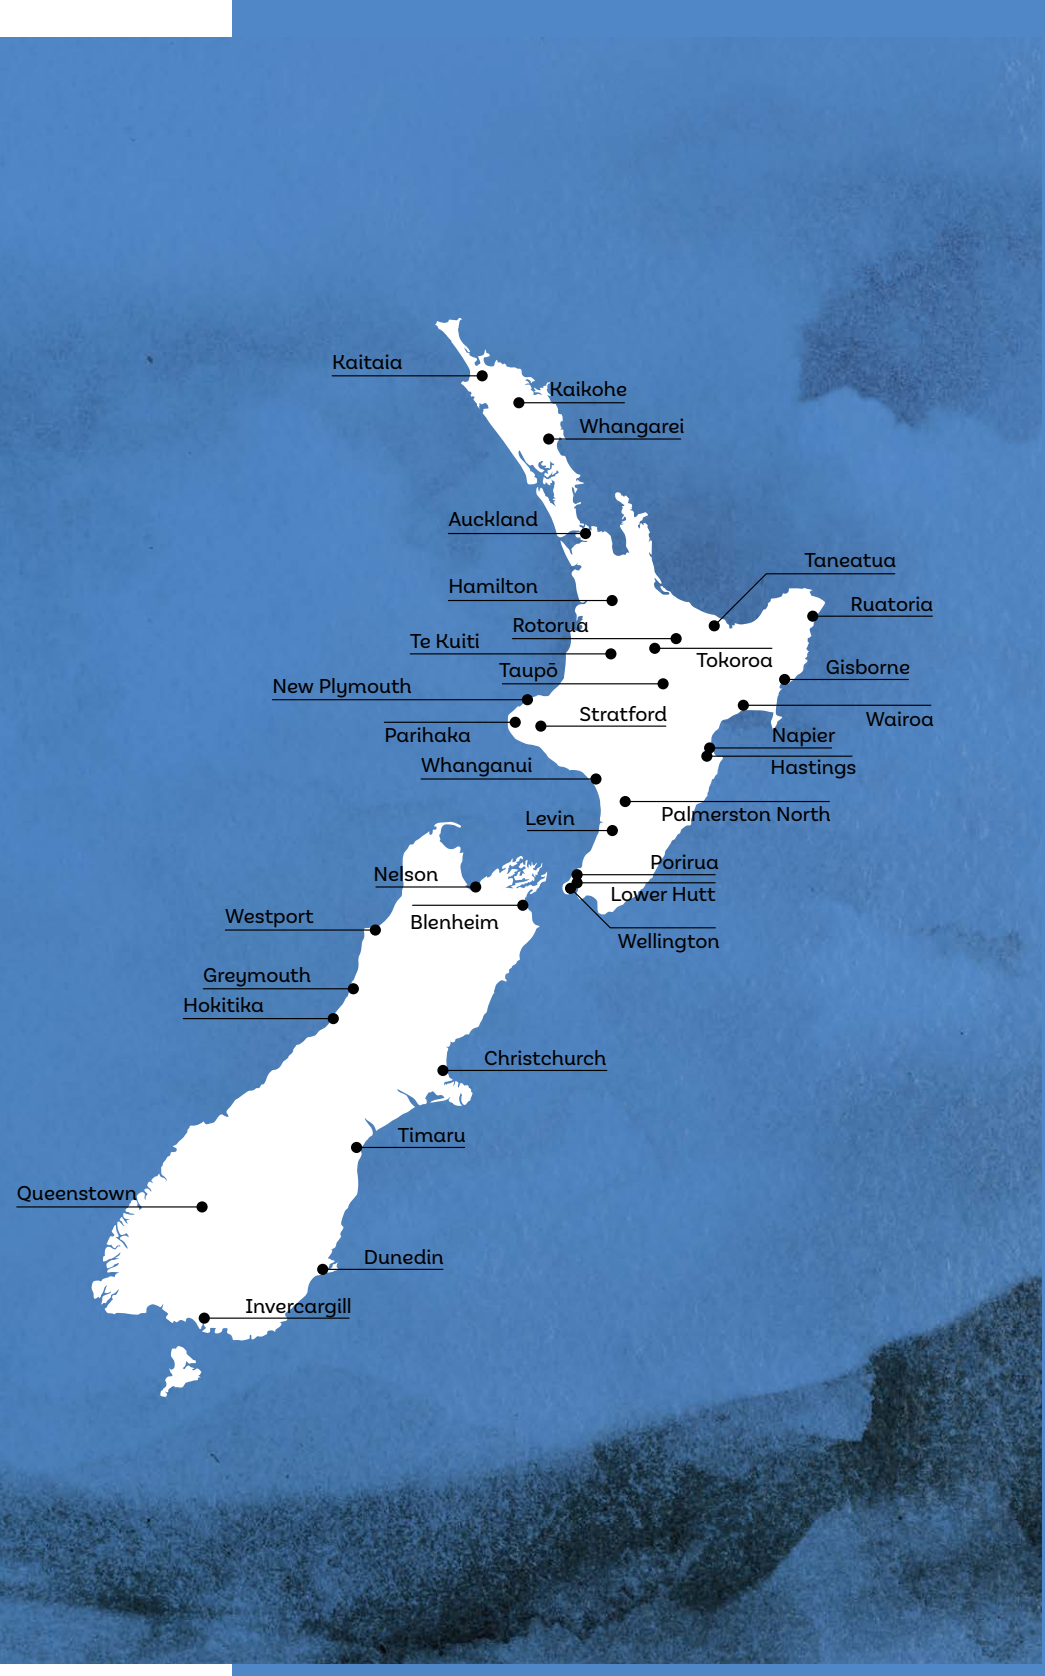 Kaitaia
Kaikohe
Whangarei
Auckland
Taneatua
Hamilton
Ruatoria
Rotorua
Te Kuiti
Tokoroa
Gisborne
Taupō
New Plymouth
Stratford
Wairoa
Parihaka
Napier
Whanganui
Hastings
Palmerston North
Levin
Porirua
Nelson
Lower Hutt
Westport
Blenheim
Wellington
Greymouth
Hokitika
Christchurch
Timaru
Queenstown
Dunedin
Invercargill